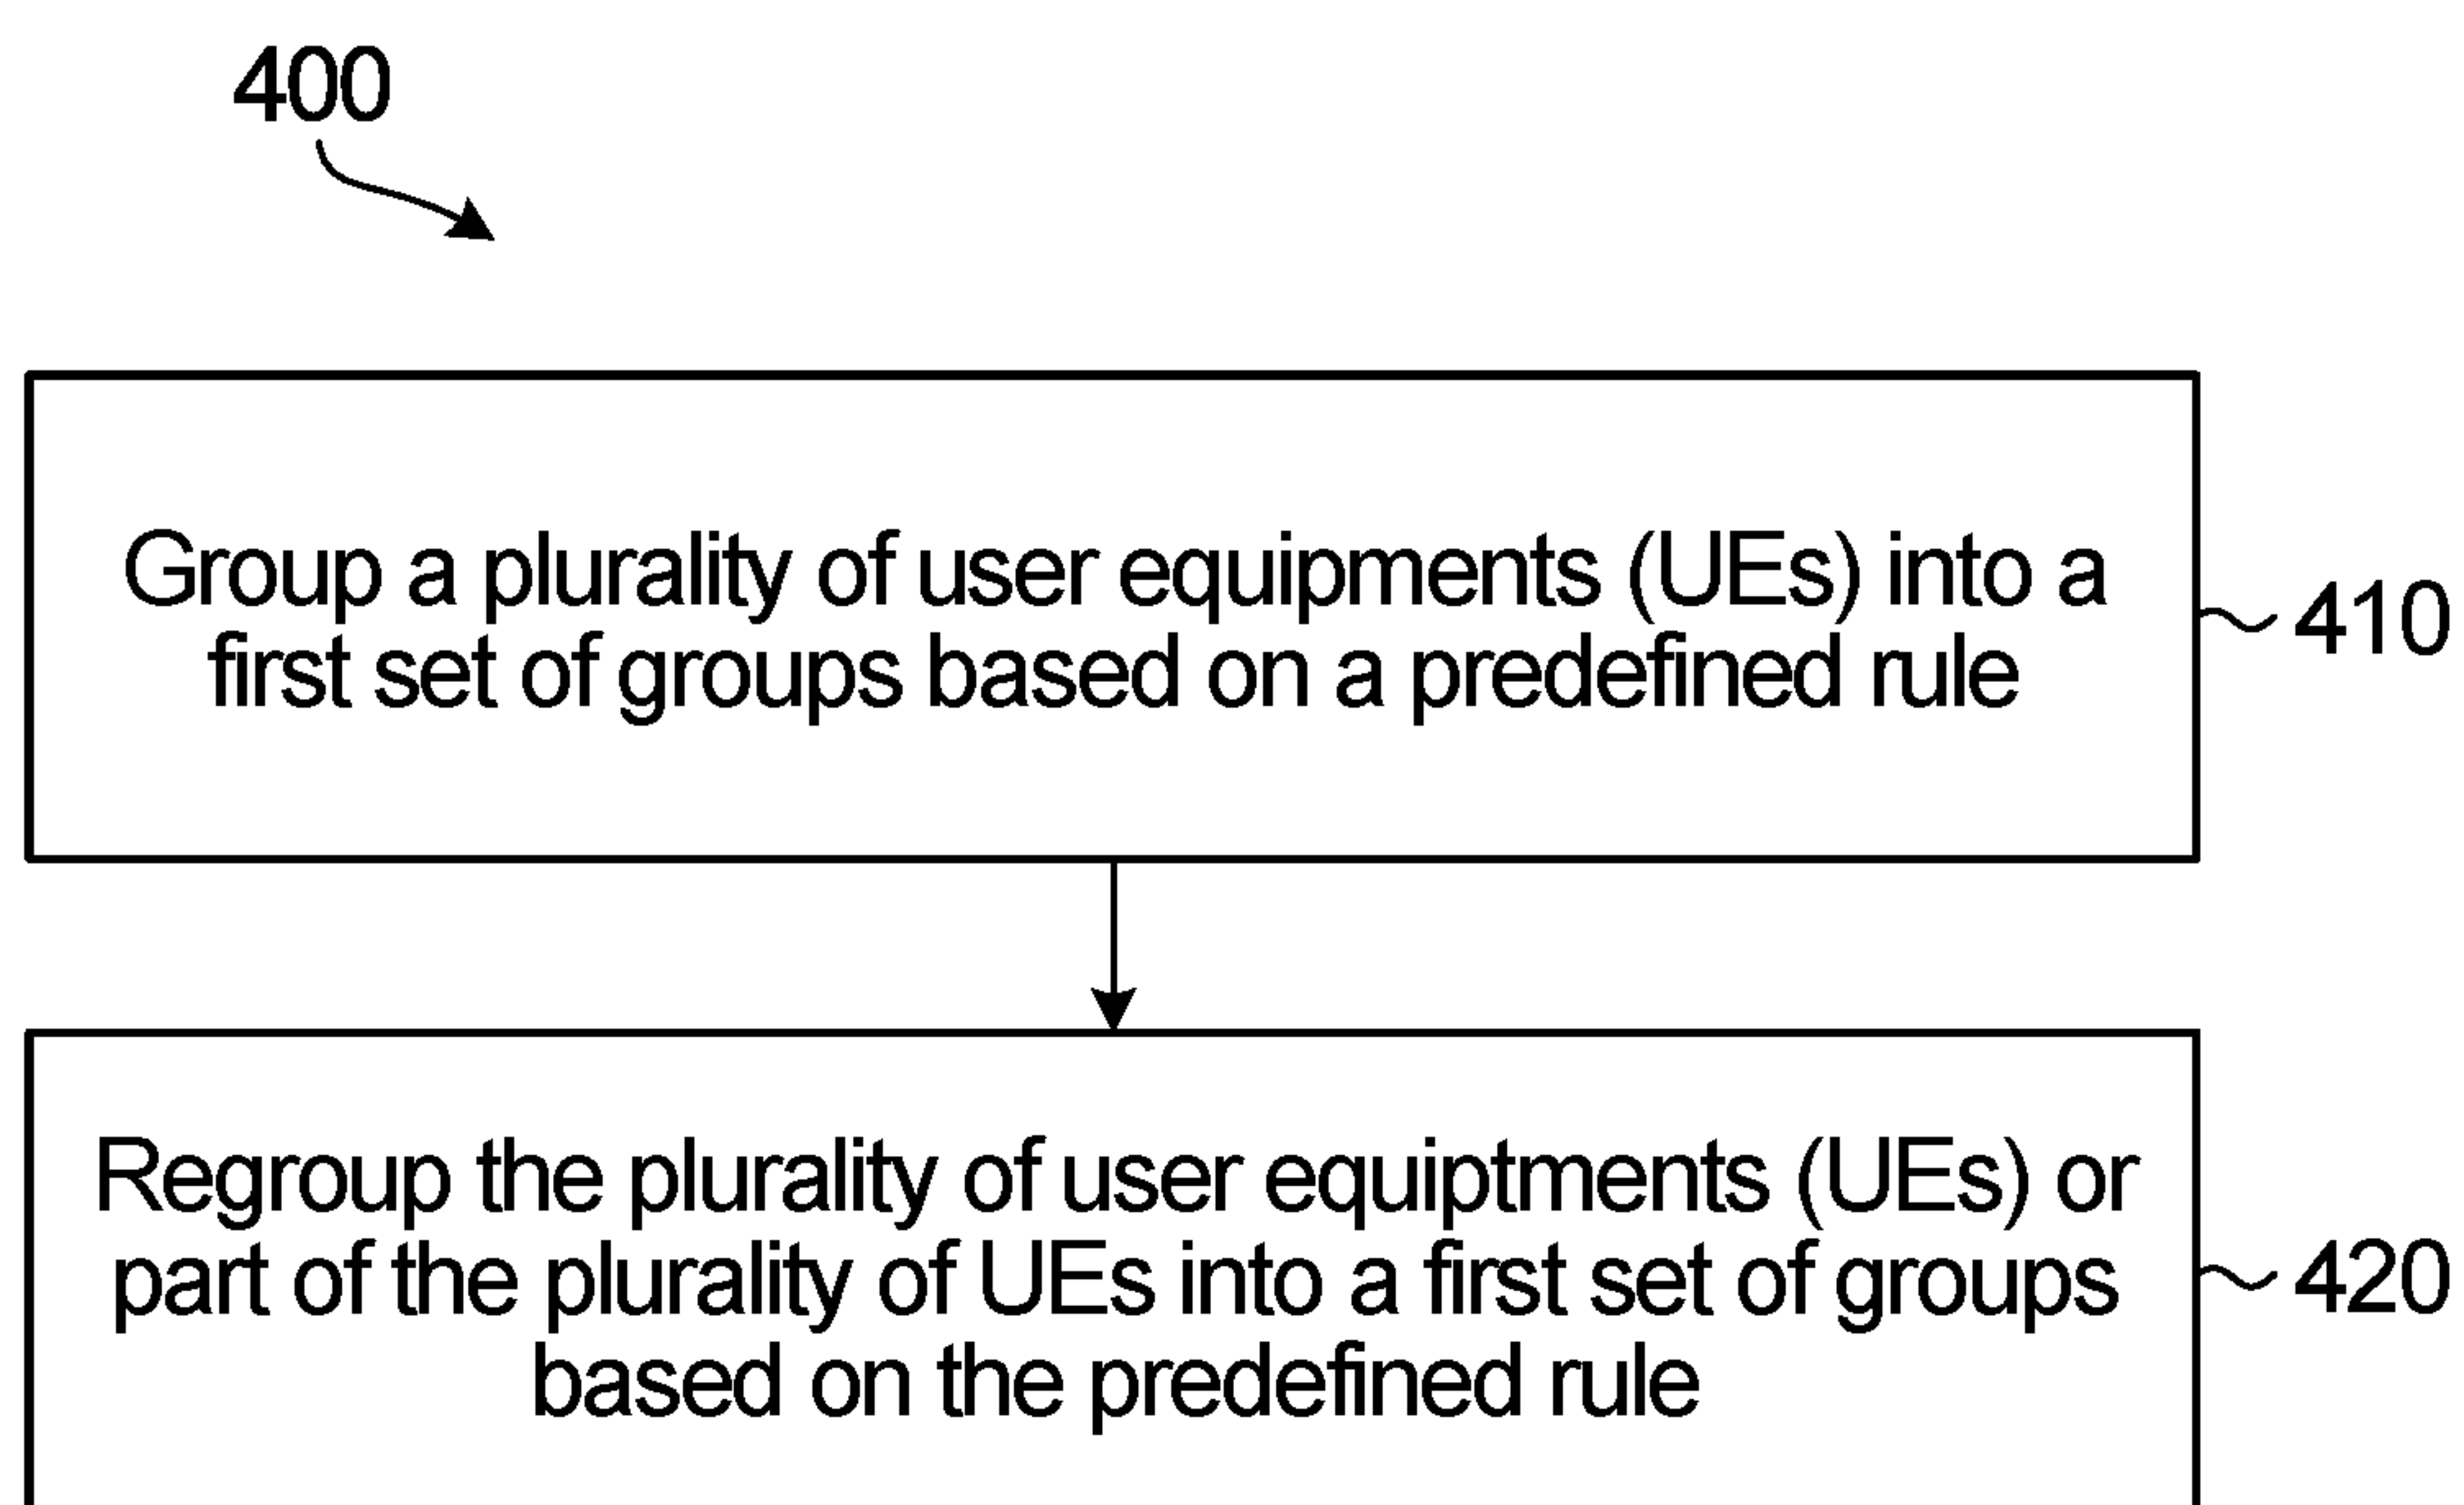 400
Group a plurality of user equipments (UEs) into a
first set of groups based on a predefined rule
410
Regroup the plurality of user equiptments (UEs) or
part of the plurality of UEs into a first set of groups
based on the predefined rule
420